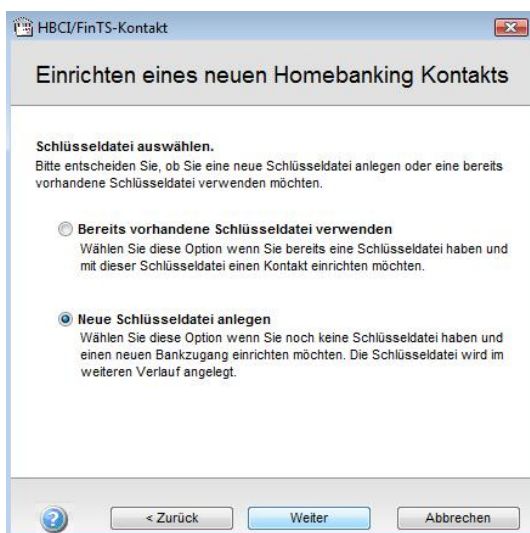 HBCI/FinTS-Kontakt
Einrichten eines neuen Homebanking Kontakts
Schlüsseldatei auswählen.
Bitte entscheiden Sie, ob Sie eine neue Schlüsseldatei anlegen oder eine bereits
vorhandene Schlüsseldatei verwenden möchten.
Bereits vorhandene Schlüsseldatei verwenden
Wählen Sie diese Option wenn Sie bereits eine Schlüsseldatei haben und
mit dieser Schlüsseldatei einen Kontakt einrichten möchten.
Neue Schlüsseldatei anlegen
Wählen Sie diese Option wenn Sie noch keine Schlüsseldatei haben und
einen neuen Bankzugang einrichten möchten. Die Schlüsseldatei wird im
weiteren Verlauf angelegt.
?
< Zurück
Weiter
Abbrechen